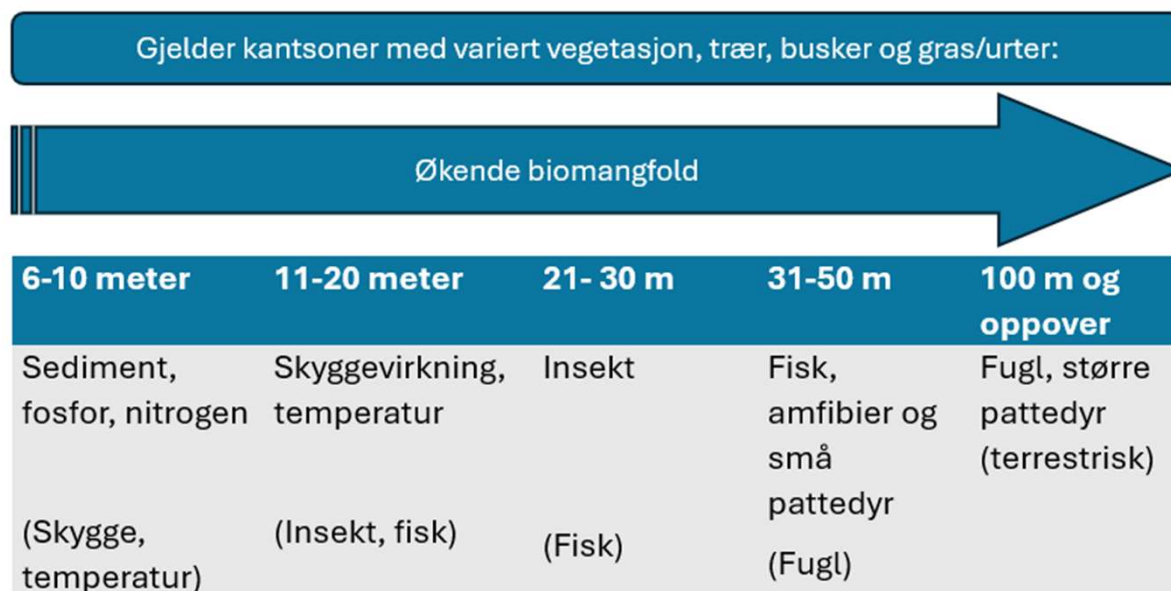 Gjelder kantsoner med variert vegetasjon, trær, busker og gras/urter:
Økende biomangfold
6-10 meter
11-20 meter
21- 30 m
31-50 m
100 m og
oppover
Sediment,
fosfor, nitrogen
(Skygge,
temperatur)
Skyggevirkning,
temperatur
(Insekt, fisk)
Insekt
(Fisk)
Fisk,
amfibier og
små
pattedyr
(Fugl)
Fugl, større
pattedyr
(terrestrisk)